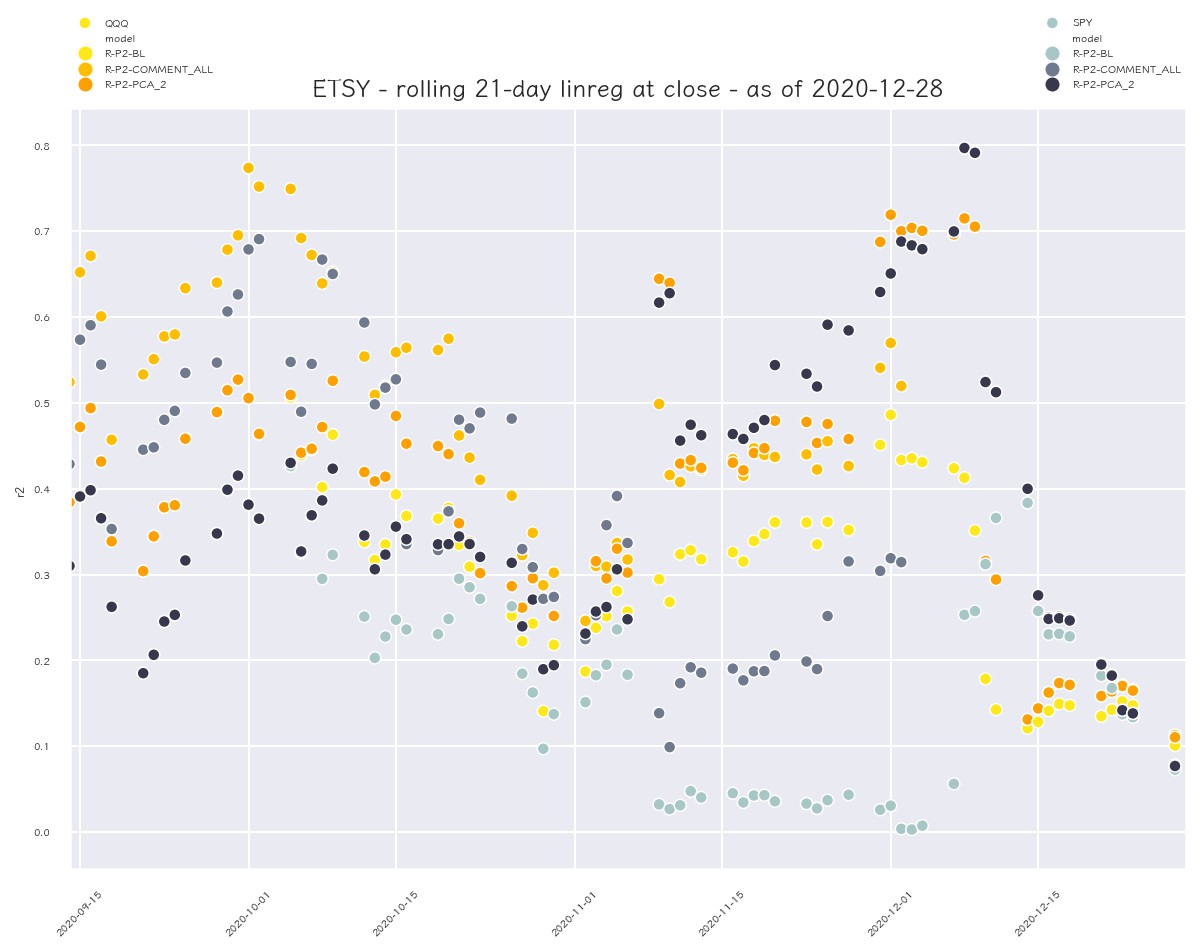 QQQ
model
R-P2-BL
R-P2-COMMENT_ALL
R-P2-PCA_2
SPY
model
R-P2-BL
R-P2-COMMENT_ALL
R-P2-PCA_2
ETSY - rolling 21-day linreg at close - as of 2020-12-28
0.8
0.7
0.6
0.5
0.4
0.3
0.2
0.1
0.0
r2
2020-09-15
2020-10-01
2020-10-15
2020-11-01
2020-11-15
2020-12-01
2020-12-15